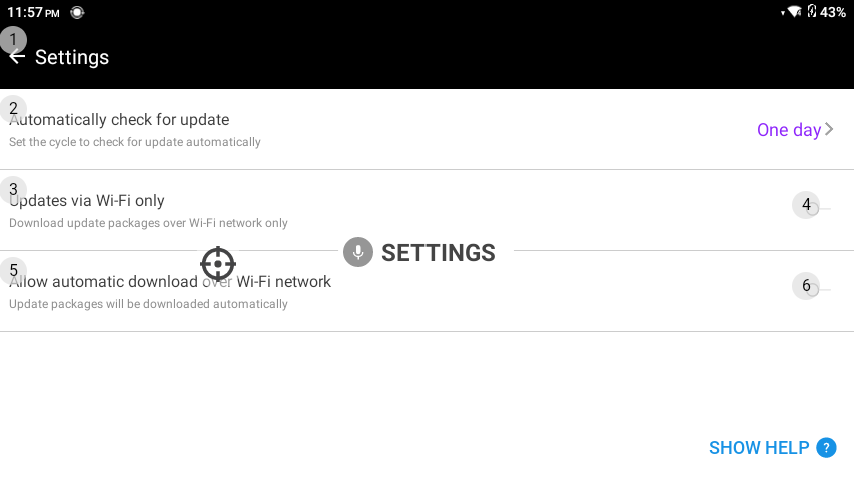 11:57 PM 43%
1
Settings
2
Automatically check for update
Set the cycle to check for update automatically
One day
3
Updates via Wi-Fi only
Download update packages over Wi-Fi network only
4
SETTINGS
5
Allow automatic download over Wi-Fi network
Update packages will be downloaded automatically
6
SHOW HELP ?